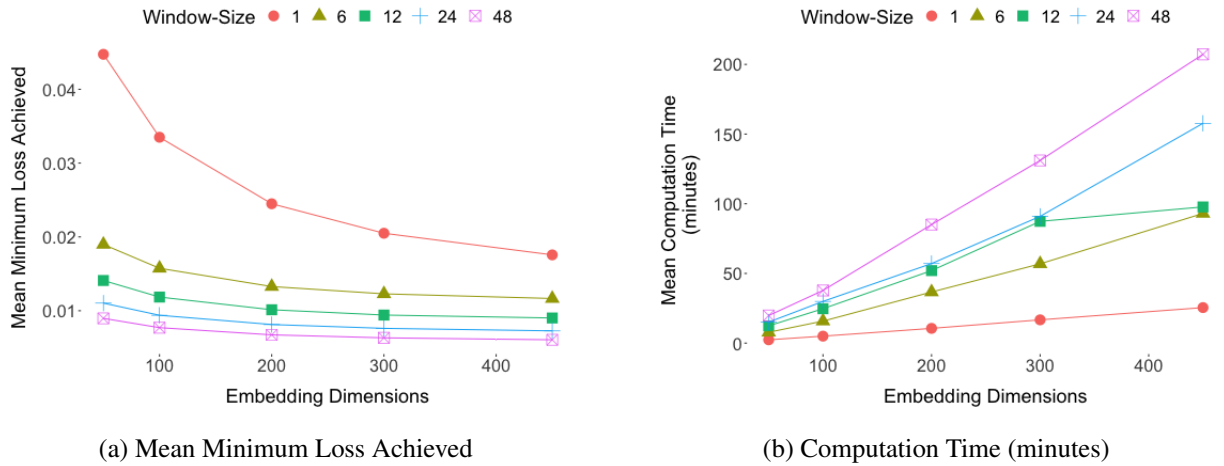 Window-Size 1 6 12 24 48
Mean Minimum Loss Achieved
0.04
0.03
0.02
0.01
100 200 300 400
Embedding Dimensions
(a) Mean Minimum Loss Achieved
Window-Size 1 6 12 24 48
Mean Computation Time
(minutes)
200
150
100
50
0
100 200 300 400
Embedding Dimensions
(b) Computation Time (minutes)